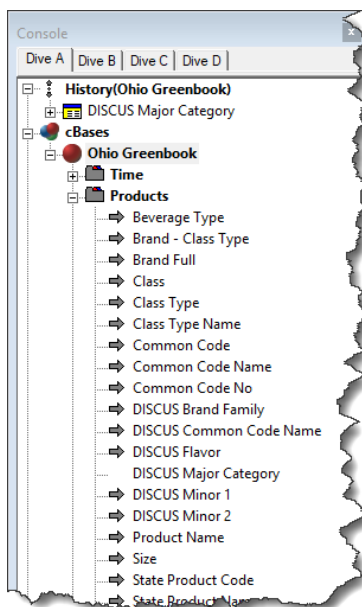 Console
x
Dive A Dive B Dive C Dive D
History(Ohio Greenbook)
DISCUS Major Category
cBases
Ohio Greenbook
Time
Products
Beverage Type
Brand - Class Type
Brand Full
Class
Class Type
Class Type Name
Common Code
Common Code Name
Common Code No
DISCUS Brand Family
DISCUS Common Code Name
DISCUS Flavor
DISCUS Major Category
DISCUS Minor 1
DISCUS Minor 2
Product Name
Size
State Product Code
State Product Name